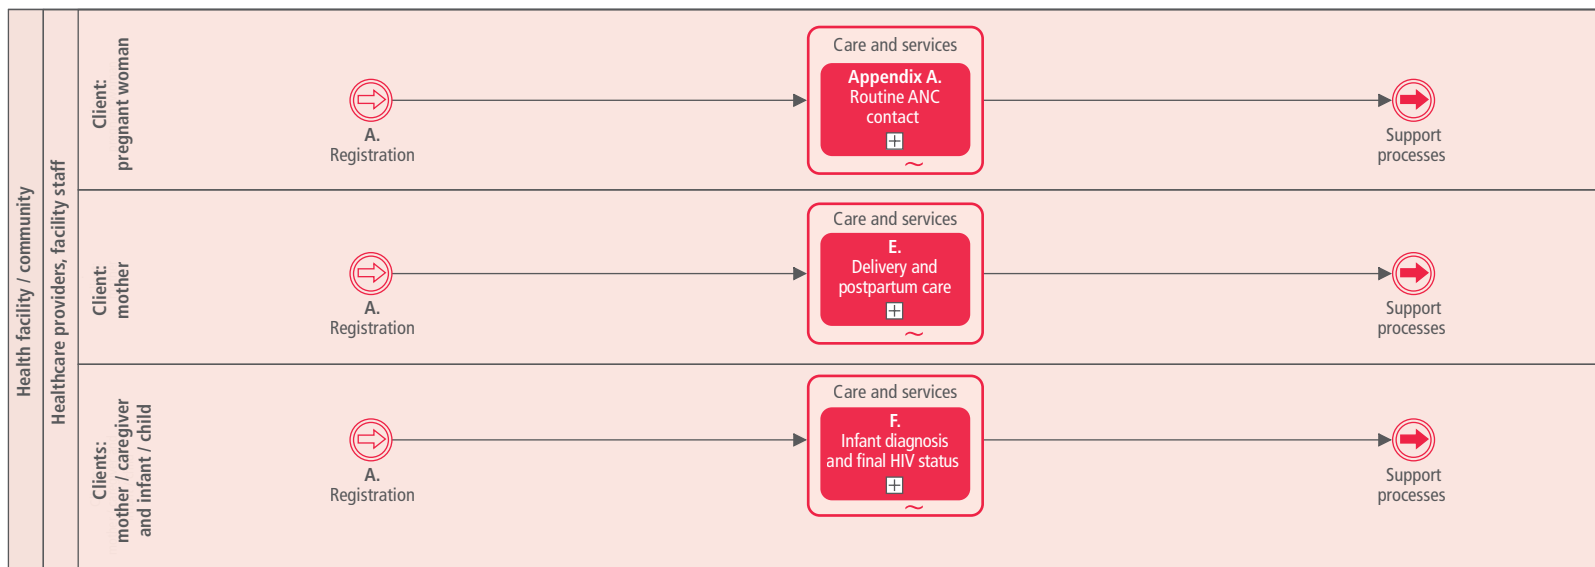 Health facility / community
Healthcare providers, facility staff
Client:
pregnant woman
A.
Registration
Care and services
Appendix A.
Routine ANC
contact
Support
processes
Client:
mother
A.
Registration
Care and services
E.
Delivery and
postpartum care
Support
processes
Clients:
mother / caregiver
and infant / child
A.
Registration
Care and services
F.
Infant diagnosis
and final HIV status
Support
processes